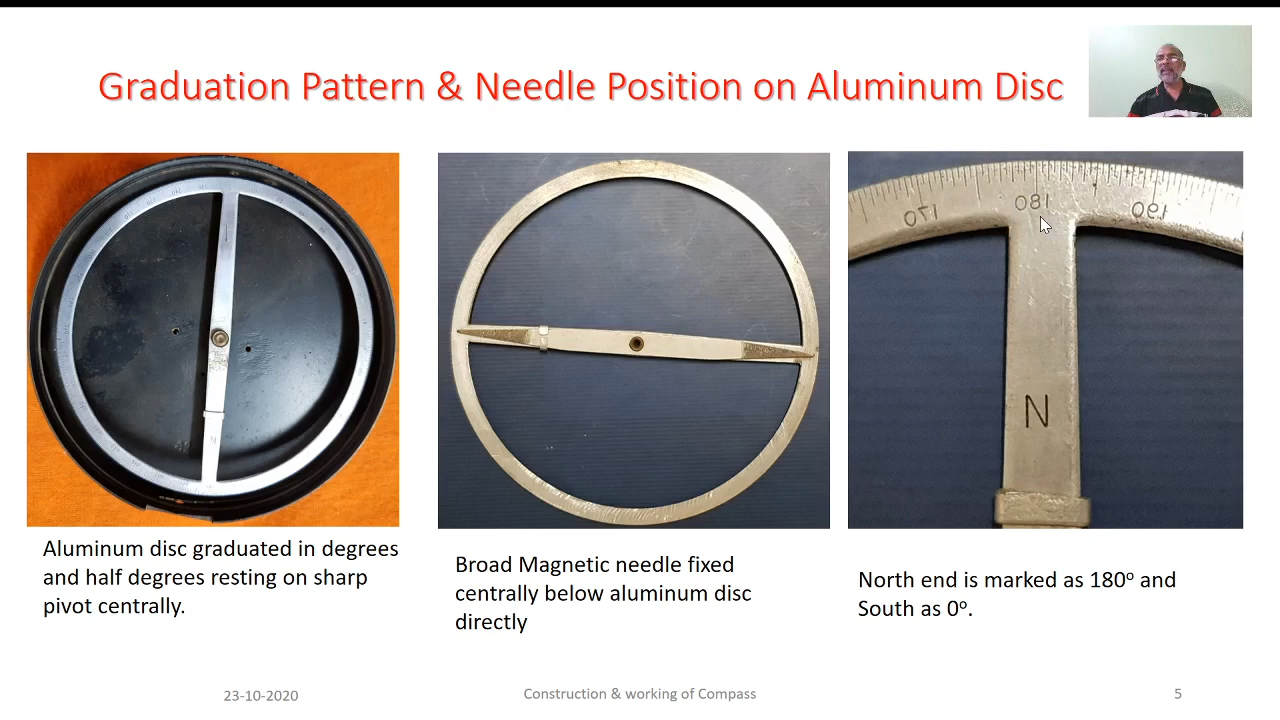 Graduation Pattern & Needle Position on Aluminum Disc
170
180
190
N
N
Aluminum disc graduated in degrees
and half degrees resting on sharp
pivot centrally.
Broad Magnetic needle fixed
centrally below aluminum disc
directly
North end is marked as 180° and
South as 0°.
23-10-2020
Construction & working of Compass
5